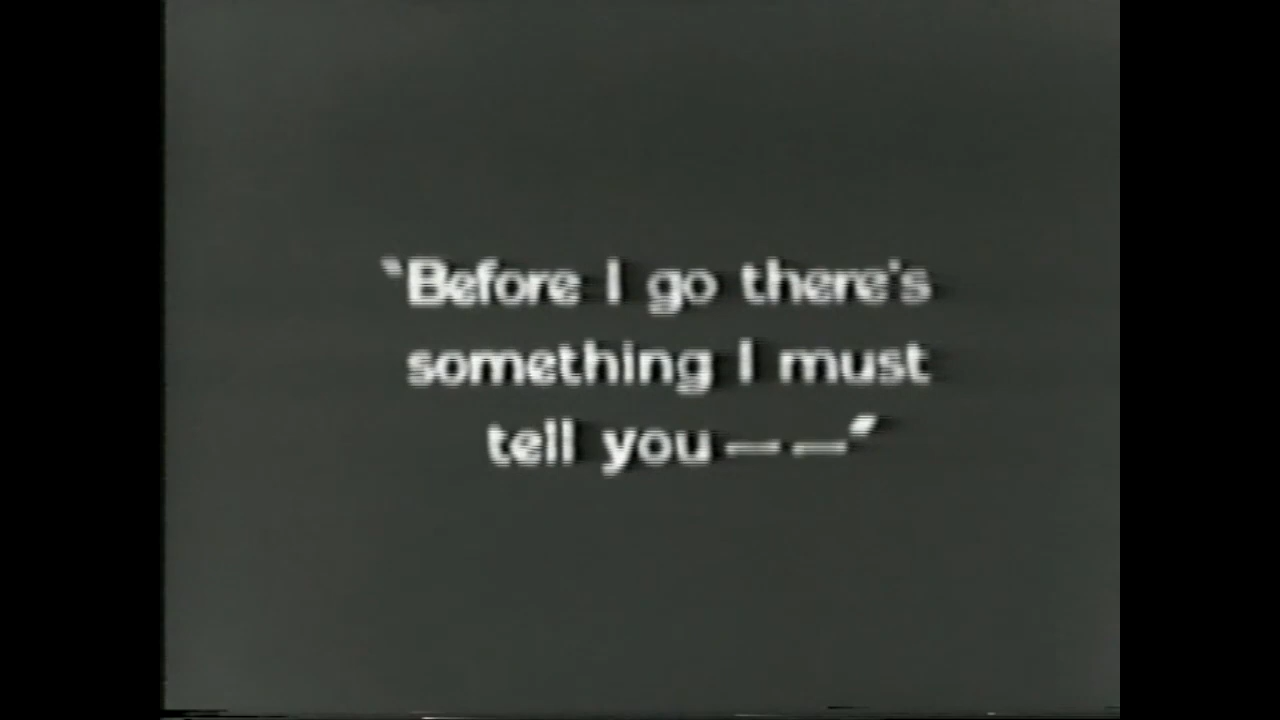 "Before I go there's
something I must
tell you — —"